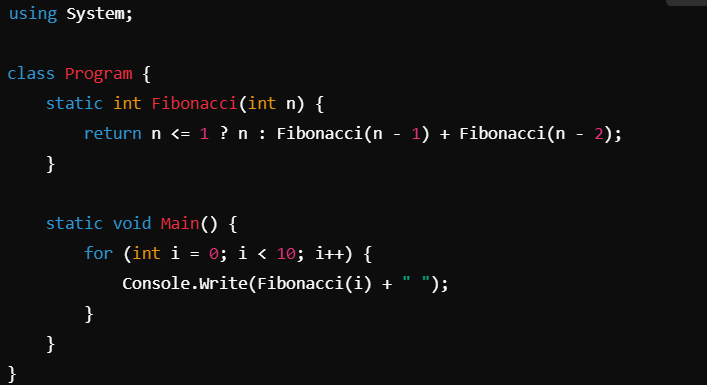 using System;

class Program {
    static int Fibonacci(int n) {
        return n <= 1 ? n : Fibonacci(n - 1) + Fibonacci(n - 2);
    }

    static void Main() {
        for (int i = 0; i < 10; i++) {
            Console.Write(Fibonacci(i) + " ");
        }
    }
}